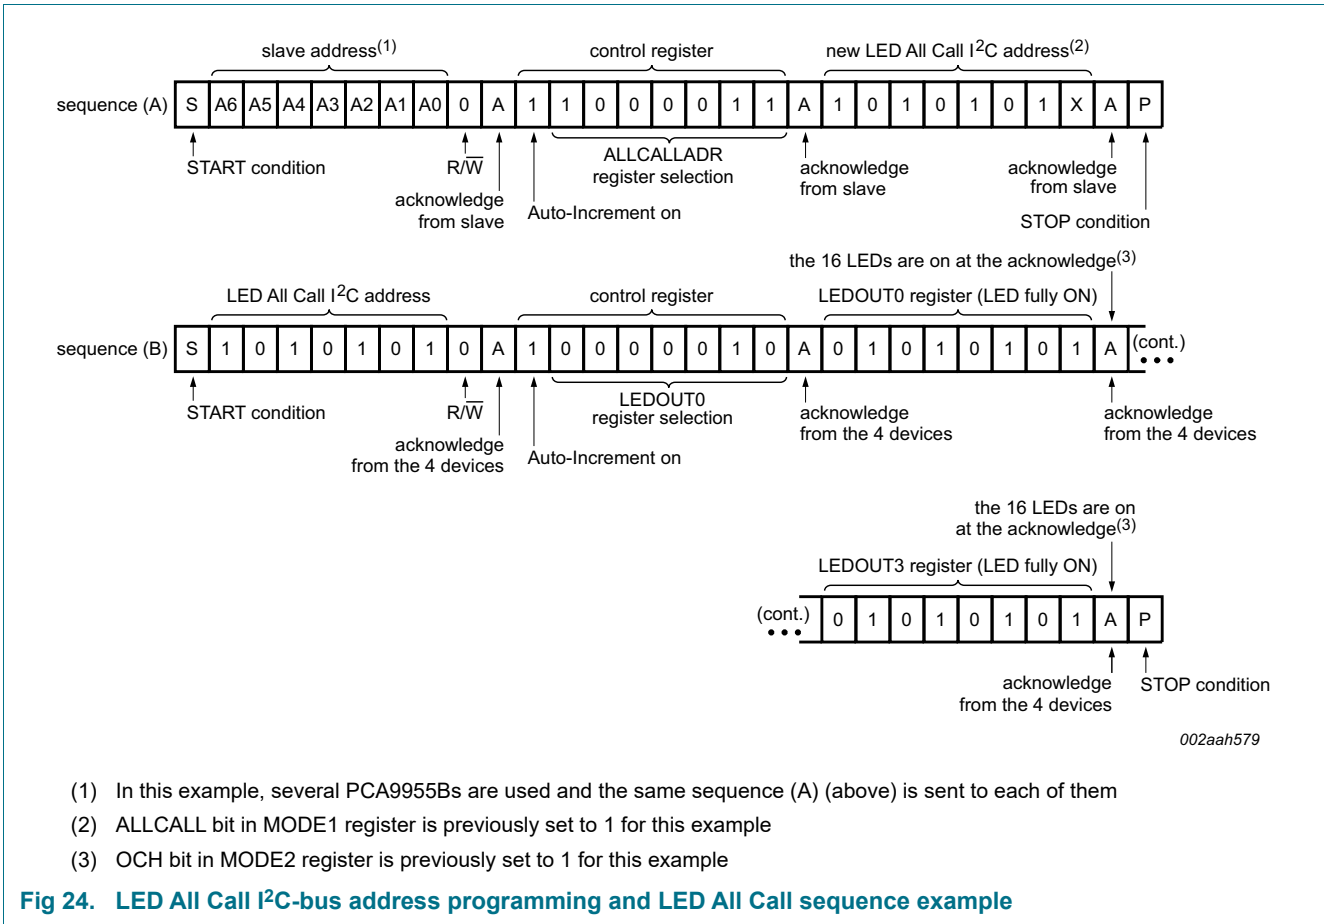 slave address(1) control register new LED All Call I2C address(2)
sequence (A) S A6 A5 A4 A3 A2 A1 A0 0 A 1 1 0 0 0 0 1 1 A 1 0 1 0 1 0 1 X A P
START condition R/W̅ ALLCALLADR register selection acknowledge from slave acknowledge from slave
acknowledge from slave Auto-Increment on STOP condition
the 16 LEDs are on at the acknowledge(3)
LED All Call I2C address control register LEDOUT0 register (LED fully ON)
sequence (B) S 1 0 1 0 1 0 1 0 A 1 0 0 0 0 0 1 0 A 0 1 0 1 0 1 0 1 A (cont.)
START condition R/W̅ LEDOUT0 register selection acknowledge from the 4 devices acknowledge from the 4 devices
acknowledge from the 4 devices Auto-Increment on
the 16 LEDs are on
at the acknowledge(3)
LEDOUT3 register (LED fully ON)
(cont.) 0 1 0 1 0 1 0 1 A P
acknowledge from the 4 devices STOP condition
002aah579
(1) In this example, several PCA9955Bs are used and the same sequence (A) (above) is sent to each of them
(2) ALLCALL bit in MODE1 register is previously set to 1 for this example
(3) OCH bit in MODE2 register is previously set to 1 for this example
Fig 24. LED All Call I2C-bus address programming and LED All Call sequence example